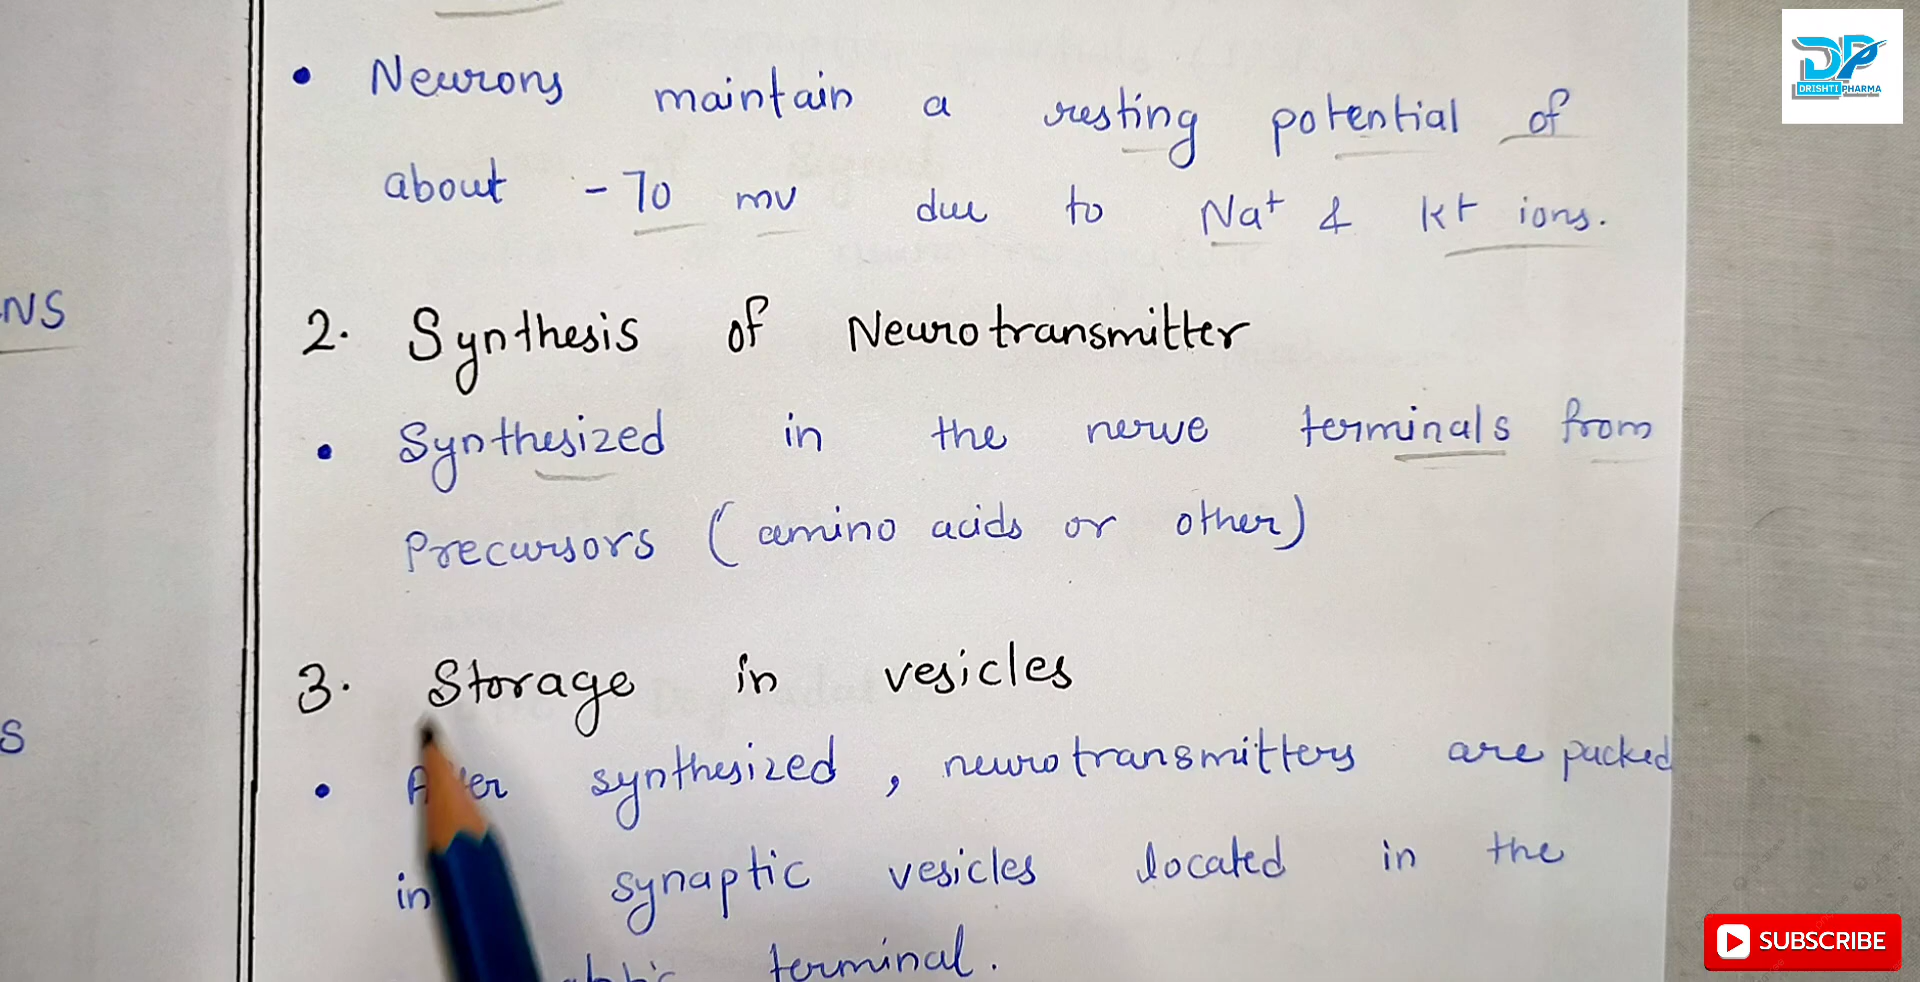 • Neurons maintain a resting potential of
about -70 mv due to Na+ & K+ ions.
NS
2. Synthesis of Neurotransmitter
• Synthesized in the nerve terminals from
Precursors (amino acids or other)
3. Storage in vesicles
S
• After synthesized, neurotransmitters are packed
in synaptic vesicles located in the
terminal.
DP
DRISHTI PHARMA
SUBSCRIBE